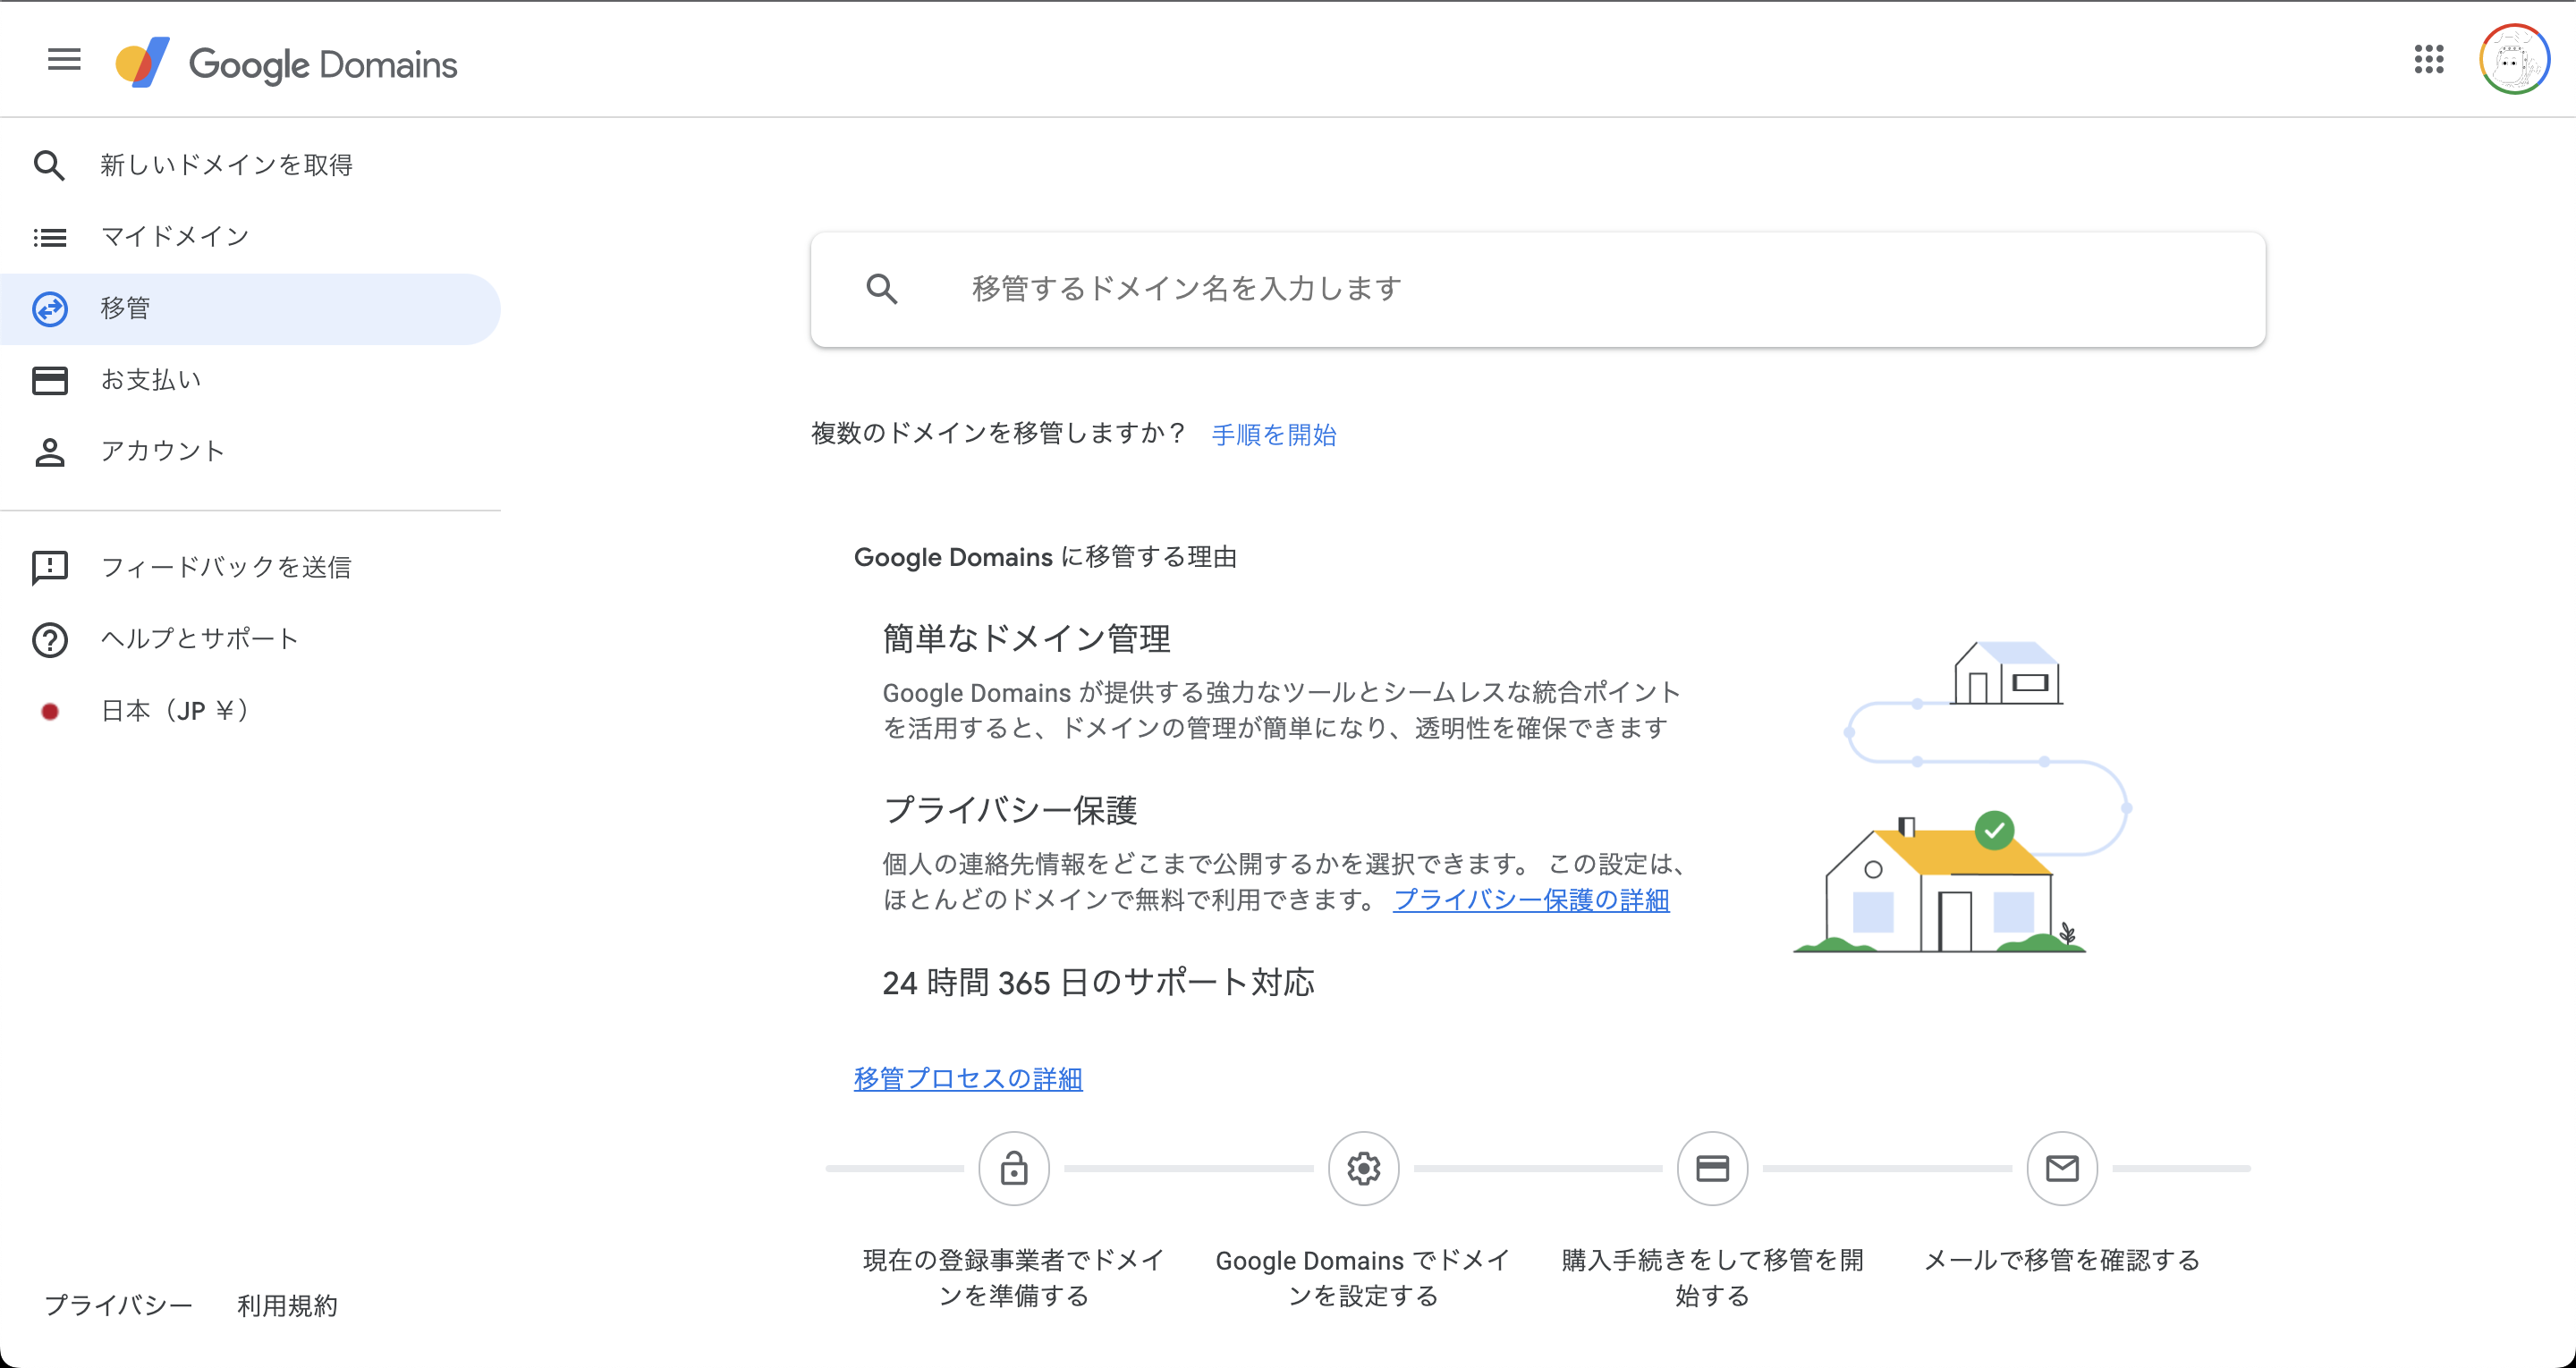 Google Domains
新しいドメインを取得
マイドメイン
移管
お支払い
アカウント
フィードバックを送信
ヘルプとサポート
日本（JP ￥）
プライバシー 利用規約
移管するドメイン名を入力します
複数のドメインを移管しますか？ 手順を開始
Google Domains に移管する理由
簡単なドメイン管理
Google Domains が提供する強力なツールとシームレスな統合ポイント
を活用すると、ドメインの管理が簡単になり、透明性を確保できます
プライバシー保護
個人の連絡先情報をどこまで公開するかを選択できます。 この設定は、
ほとんどのドメインで無料で利用できます。 プライバシー保護の詳細
24 時間 365 日のサポート対応
移管プロセスの詳細
現在の登録事業者でドメイ
ンを準備する
Google Domains でドメイ
ンを設定する
購入手続きをして移管を開
始する
メールで移管を確認する